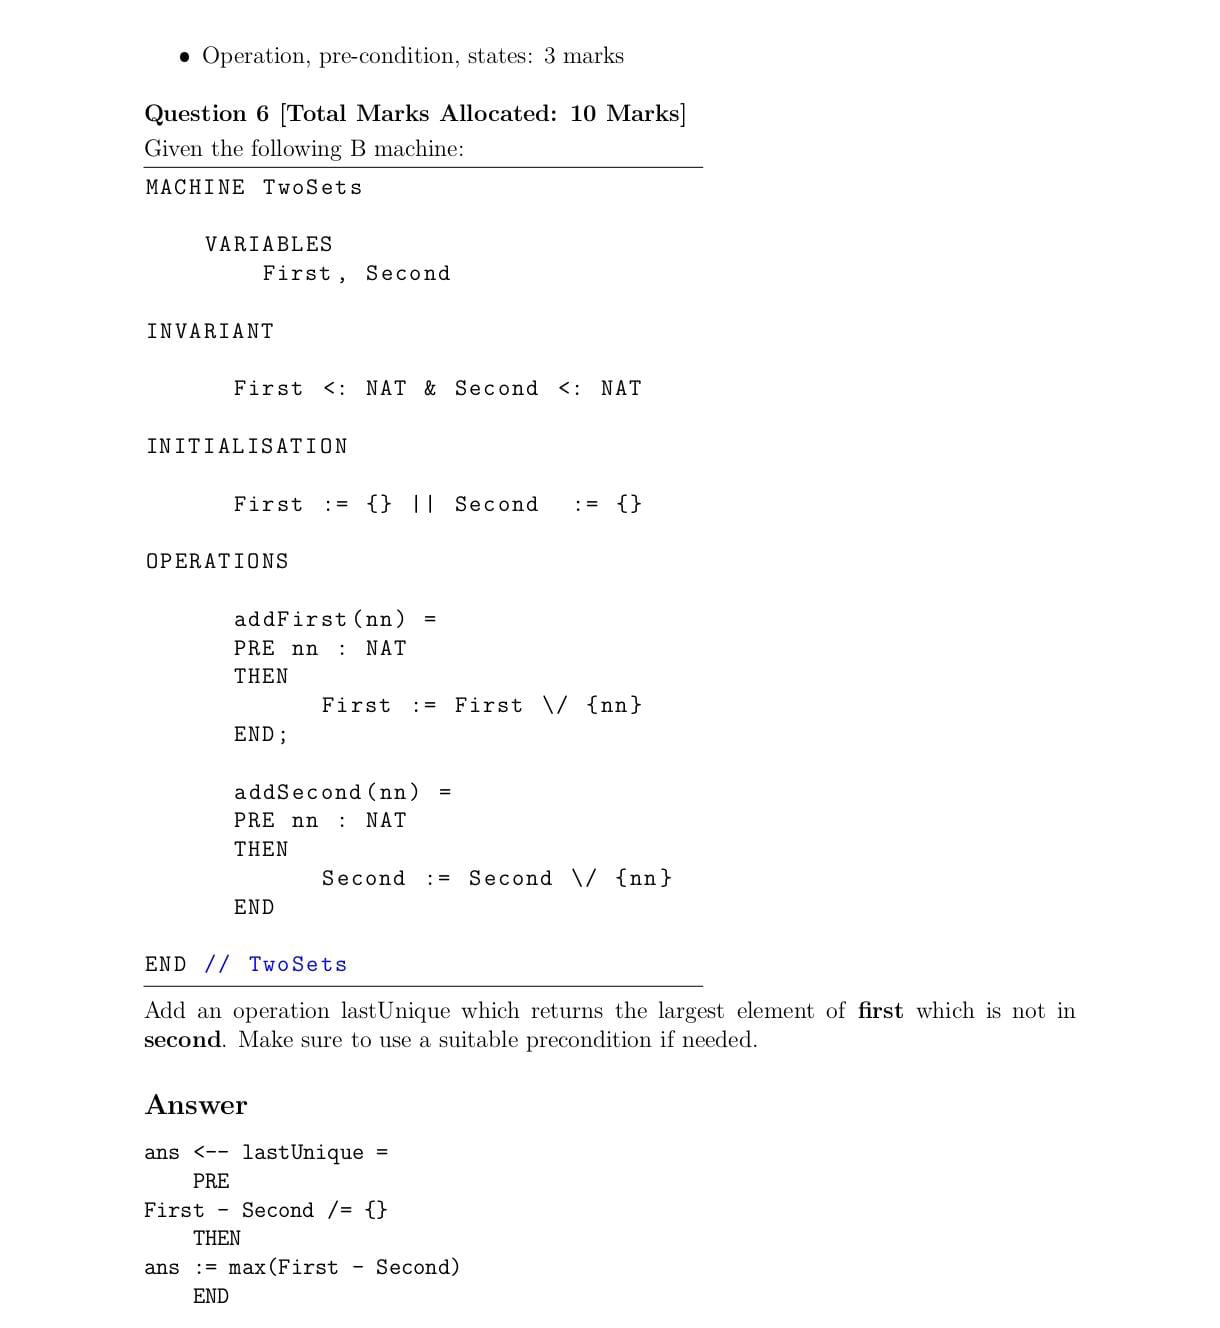 • Operation, pre-condition, states: 3 marks
Question 6 [Total Marks Allocated: 10 Marks]
Given the following B machine:
MACHINE TwoSets
VARIABLES
First, Second
INVARIANT
First <: NAT & Second <: NAT
INITIALISATION
First := {} || Second := {}
OPERATIONS
addFirst(nn) =
PRE nn : NAT
THEN
First := First \/ {nn}
END;
addSecond(nn) =
PRE nn : NAT
THEN
Second := Second \/ {nn}
END
END // TwoSets
Add an operation lastUnique which returns the largest element of first which is not in
second. Make sure to use a suitable precondition if needed.
Answer
ans <-- lastUnique =
PRE
First - Second /= {}
THEN
ans := max(First - Second)
END